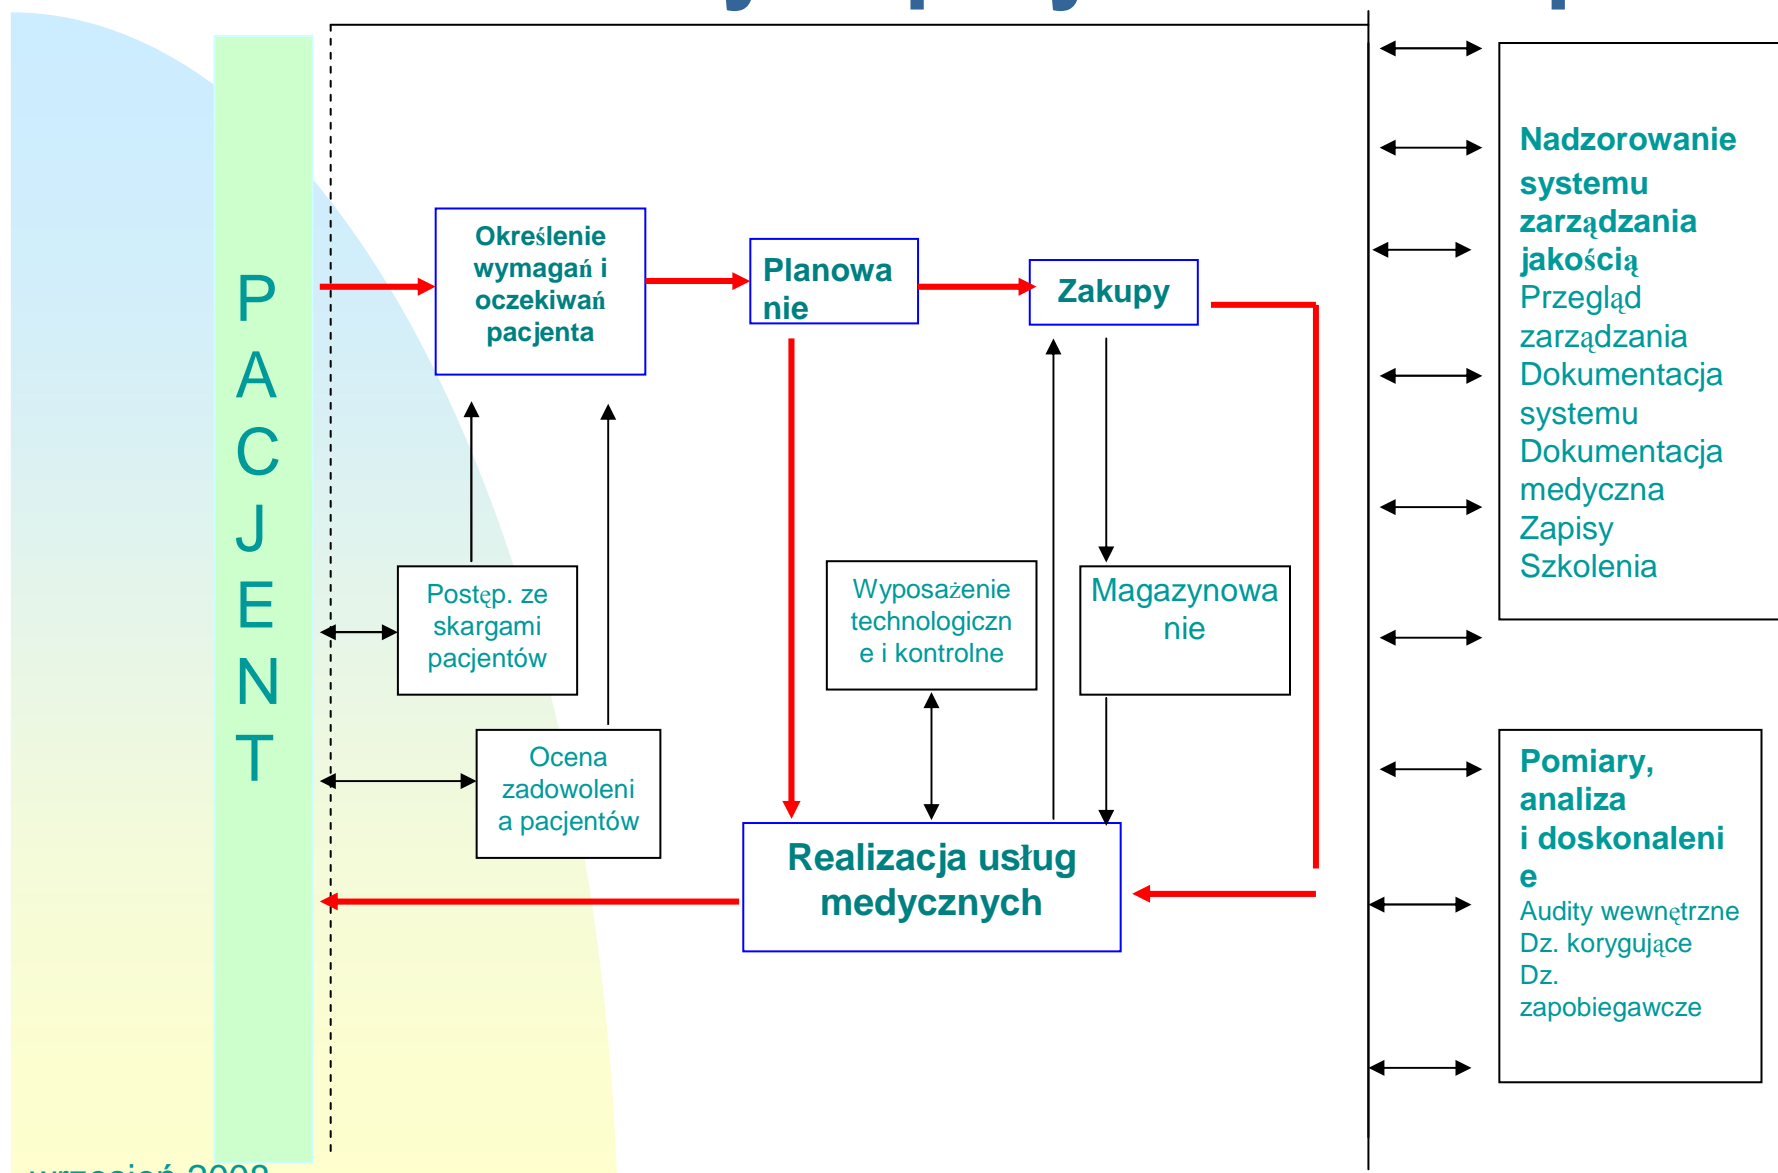 P
A
C
J
E
N
T
Określenie
wymagań i
oczekiwań
pacjenta
Planowa
nie
Zakupy
Postęp. ze
skargami
pacjentów
Ocena
zadowoleni
a pacjentów
Wyposażenie
technologiczn
e i kontrolne
Magazynowa
nie
Realizacja usług
medycznych
Nadzorowanie
systemu
zarządzania
jakością
Przegląd
zarządzania
Dokumentacja
systemu
Dokumentacja
medyczna
Zapisy
Szkolenia
Pomiary,
analiza
i doskonaleni
e
Audity wewnętrzne
Dz. korygujące
Dz.
zapobiegawcze
wrzesień 2008